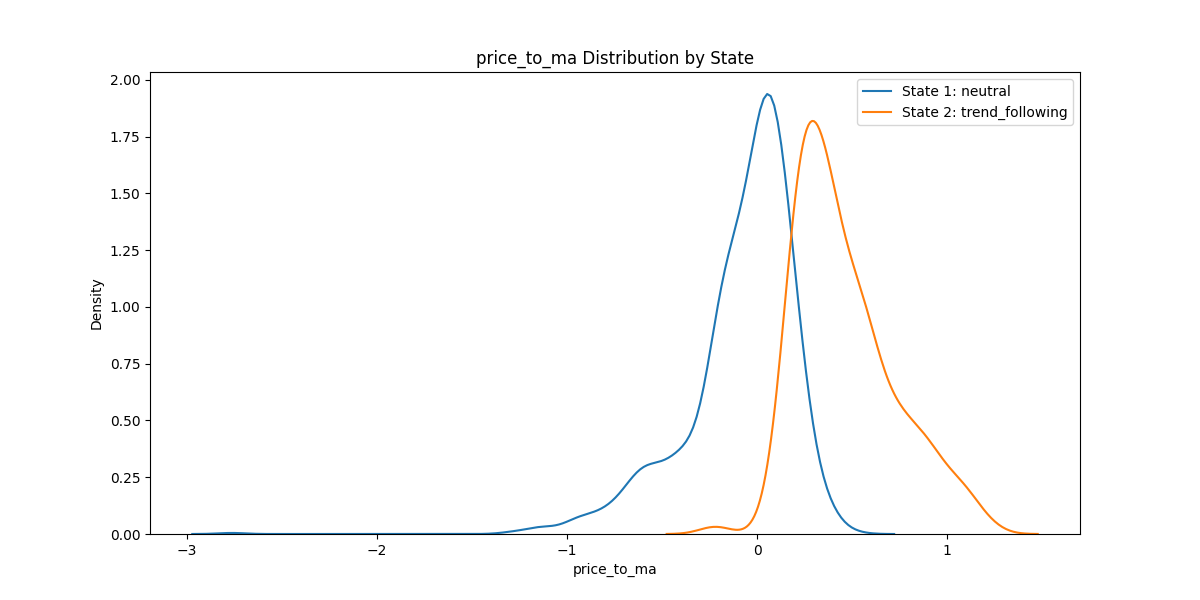 price_to_ma Distribution by State
State 1: neutral
State 2: trend_following
Density
2.00
1.75
1.50
1.25
1.00
0.75
0.50
0.25
0.00
−3
−2
−1
0
1
price_to_ma